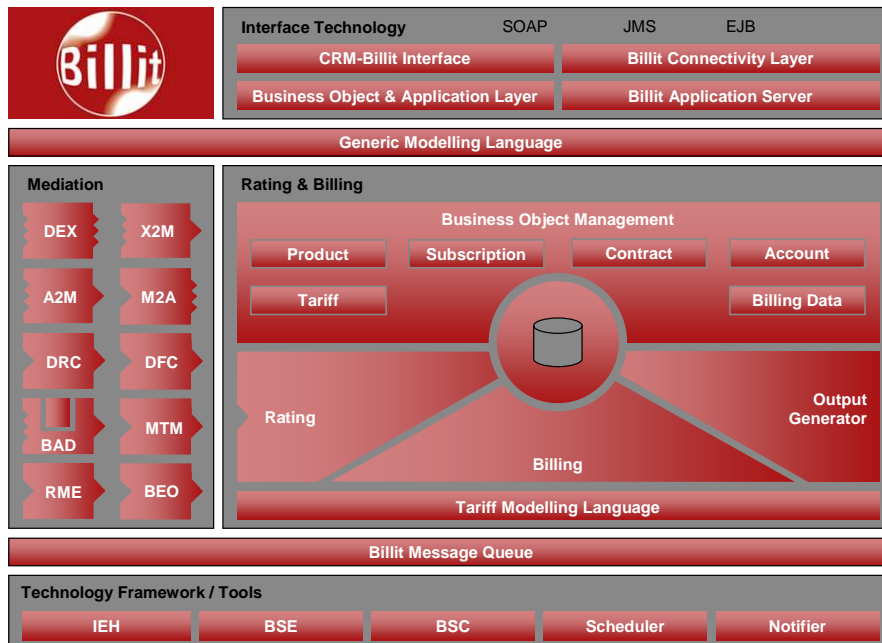 Billit
Interface Technology SOAP JMS EJB
CRM-Billit Interface Billit Connectivity Layer
Business Object & Application Layer Billit Application Server
Generic Modelling Language
Mediation
DEX X2M
A2M M2A
DRC DFC
BAD MTM
RME BEO
Rating & Billing
Business Object Management
Product Subscription Contract Account
Tariff Billing Data
Rating
Billing
Output
Generator
Tariff Modelling Language
Billit Message Queue
Technology Framework / Tools
IEH BSE BSC Scheduler Notifier